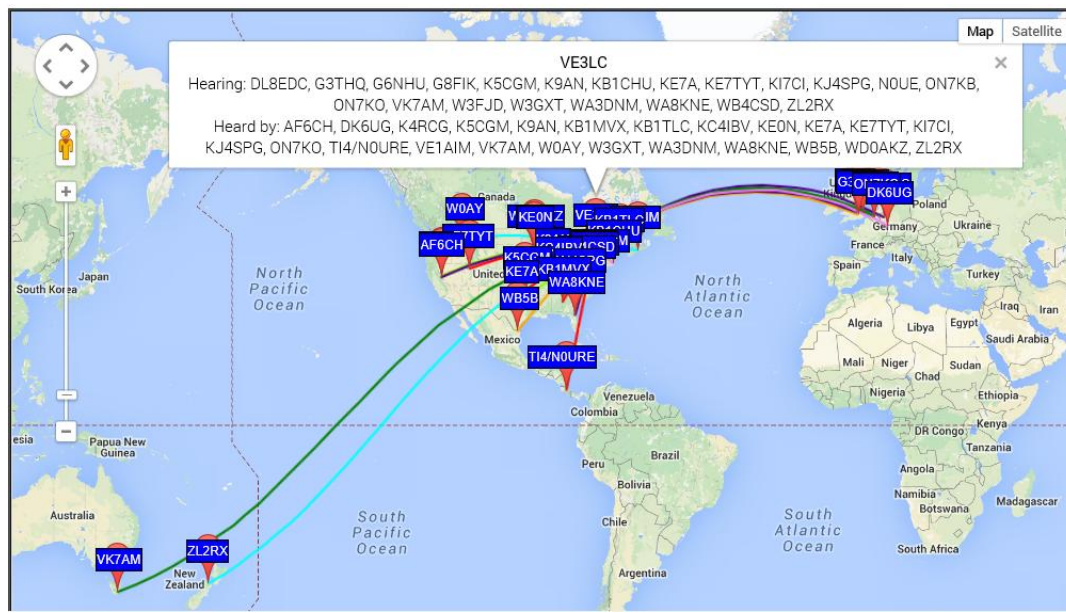 Map Satellite
VE3LC
Hearing: DL8EDC, G3THQ, G6NHU, G8FIK, K5CGM, K9AN, KB1CHU, KE7A, KE7TYT, KI7CI, KJ4SPG, N0UE, ON7KB,
ON7KO, VK7AM, W3FJD, W3GXT, WA3DNM, WA8KNE, WB4CSD, ZL2RX
Heard by: AF6CH, DK6UG, K4RCG, K5CGM, K9AN, KB1MVX, KB1TLC, KC4IBV, KE0N, KE7A, KE7TYT, KI7CI,
KJ4SPG, ON7KO, TI4/N0URE, VE1AIM, VK7AM, W0AY, W3GXT, WA3DNM, WA8KNE, WB5B, WD0AKZ, ZL2RX
Canada
W0AY
KE0N
KB1TLC
DK6UG
Poland
Germany
Ukraine
France
Spain
Italy
Turkey
AF6CH
K5CGM
KE7A
KB1MVX
WA8KNE
WB5B
Mexico
TI4/N0URE
Japan
South Korea
North
Pacific
Ocean
North
Atlantic
Ocean
Iraq
Iran
Algeria
Libya
Egypt
Saudi Arabia
Mali
Niger
Chad
Sudan
Nigeria
Ethiopia
Venezuela
Colombia
DR Congo
Kenya
Tanzania
Papua New
Guinea
Brazil
Peru
Bolivia
Chile
Angola
Namibia
Botswana
Madagascar
South Africa
Australia
South
Pacific
Ocean
South
Atlantic
Ocean
VK7AM
ZL2RX
New
Zealand
Argentina